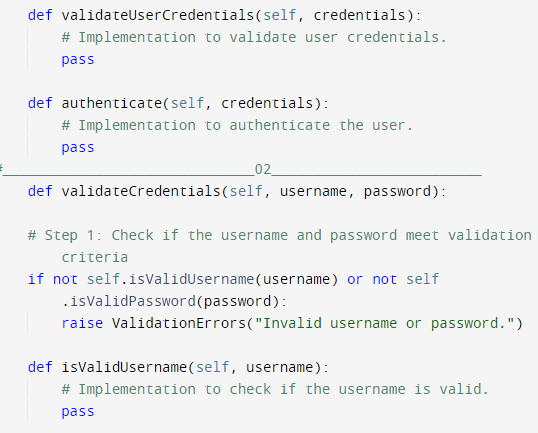 def validateUserCredentials(self, credentials):
# Implementation to validate user credentials.
pass
def authenticate(self, credentials):
# Implementation to authenticate the user.
pass
#______________________________02_________________________
def validateCredentials(self, username, password):
# Step 1: Check if the username and password meet validation
criteria
if not self.isValidUsername(username) or not self
.isValidPassword(password):
raise ValidationErrors("Invalid username or password.")
def isValidUsername(self, username):
# Implementation to check if the username is valid.
pass